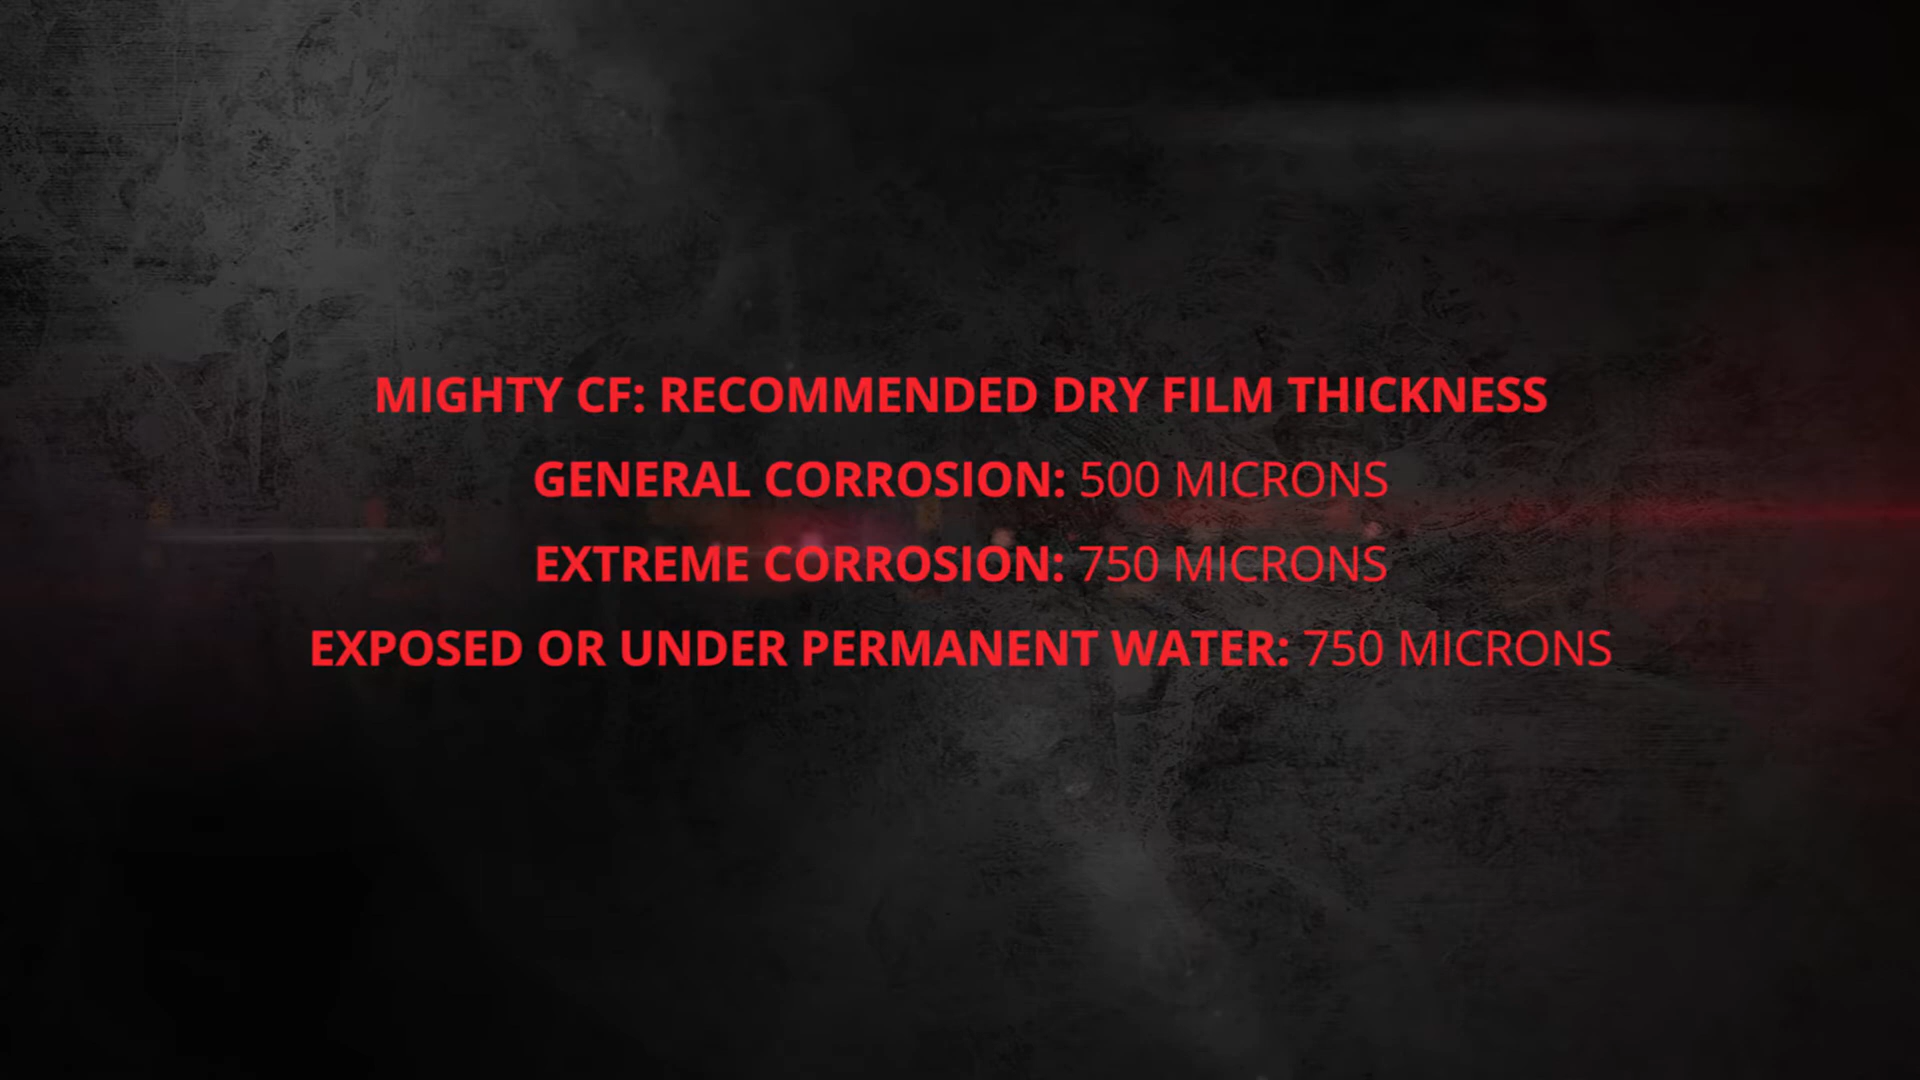 MIGHTY CF: RECOMMENDED DRY FILM THICKNESS
GENERAL CORROSION: 500 MICRONS
EXTREME CORROSION: 750 MICRONS
EXPOSED OR UNDER PERMANENT WATER: 750 MICRONS